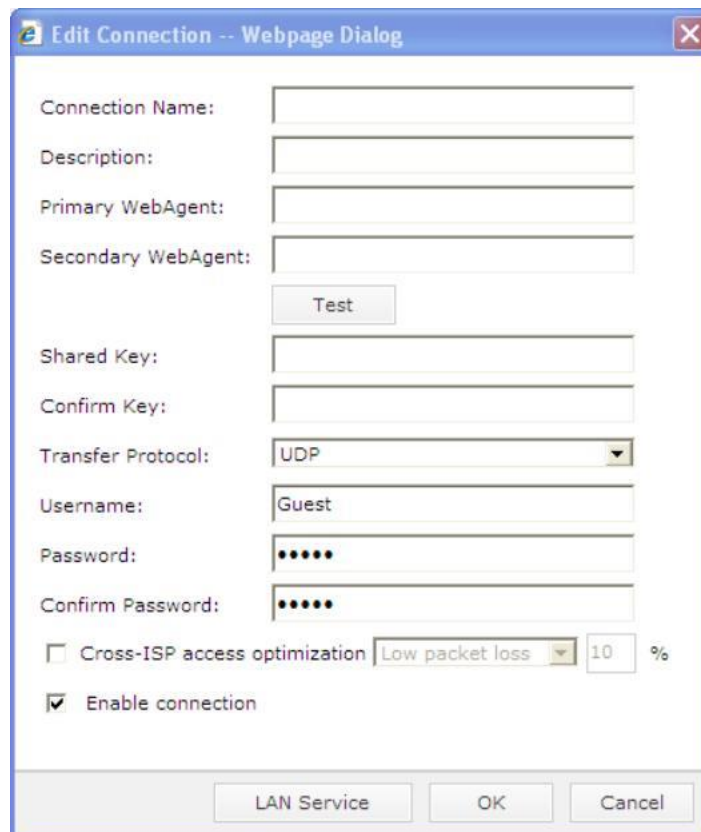 Edit Connection -- Webpage Dialog
Connection Name:
Description:
Primary WebAgent:
Secondary WebAgent:
Test
Shared Key:
Confirm Key:
Transfer Protocol: UDP
Username: Guest
Password: •••••
Confirm Password: •••••
Cross-ISP access optimization Low packet loss 10 %
Enable connection
LAN Service OK Cancel